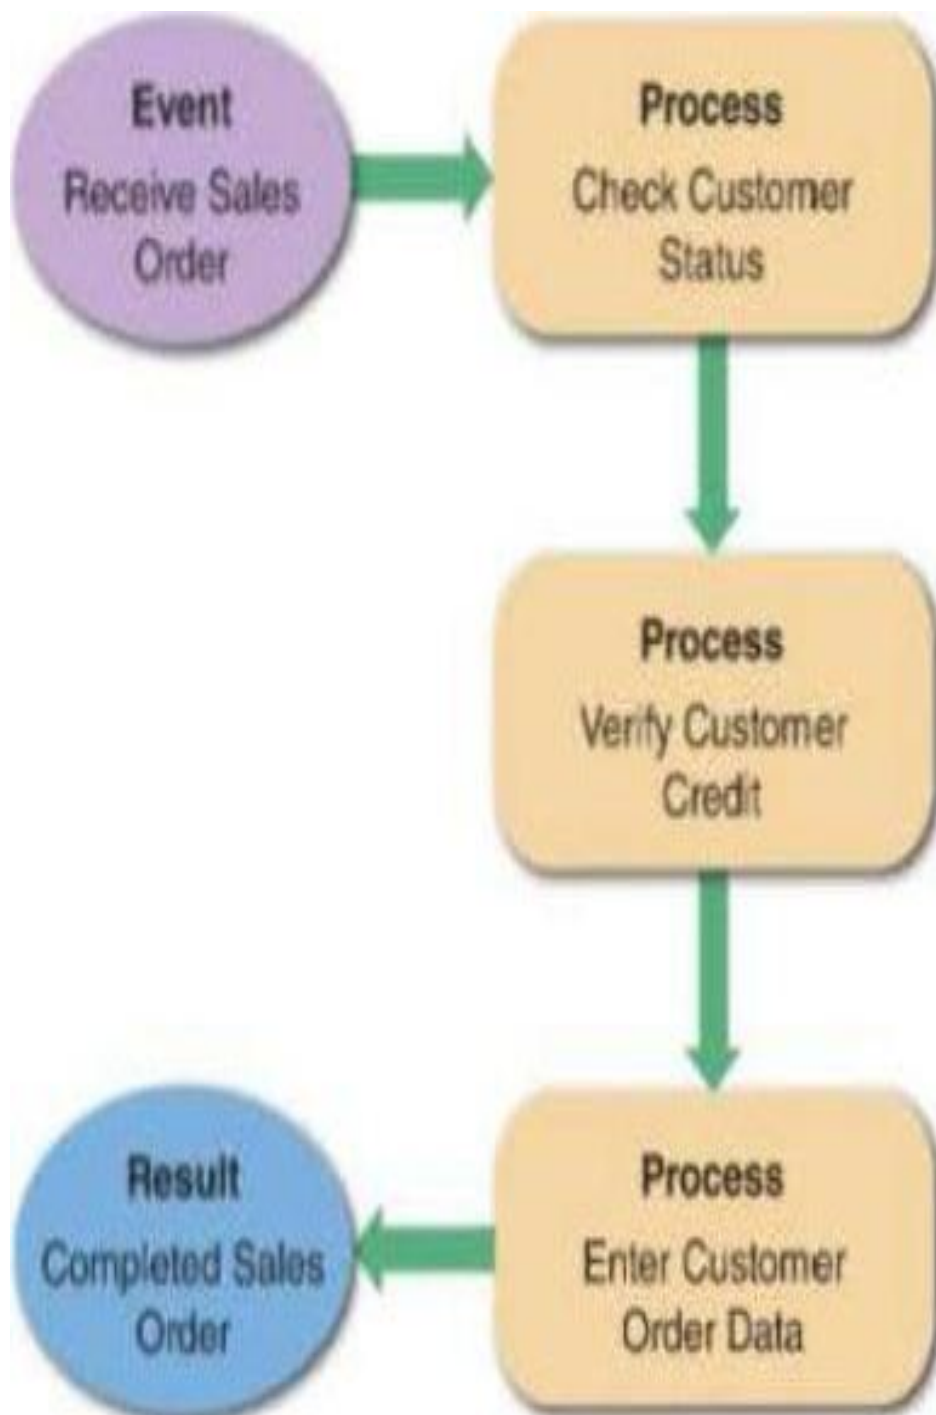 Event
Receive Sales
Order
Process
Check Customer
Status
Process
Verify Customer
Credit
Process
Enter Customer
Order Data
Result
Completed Sales
Order